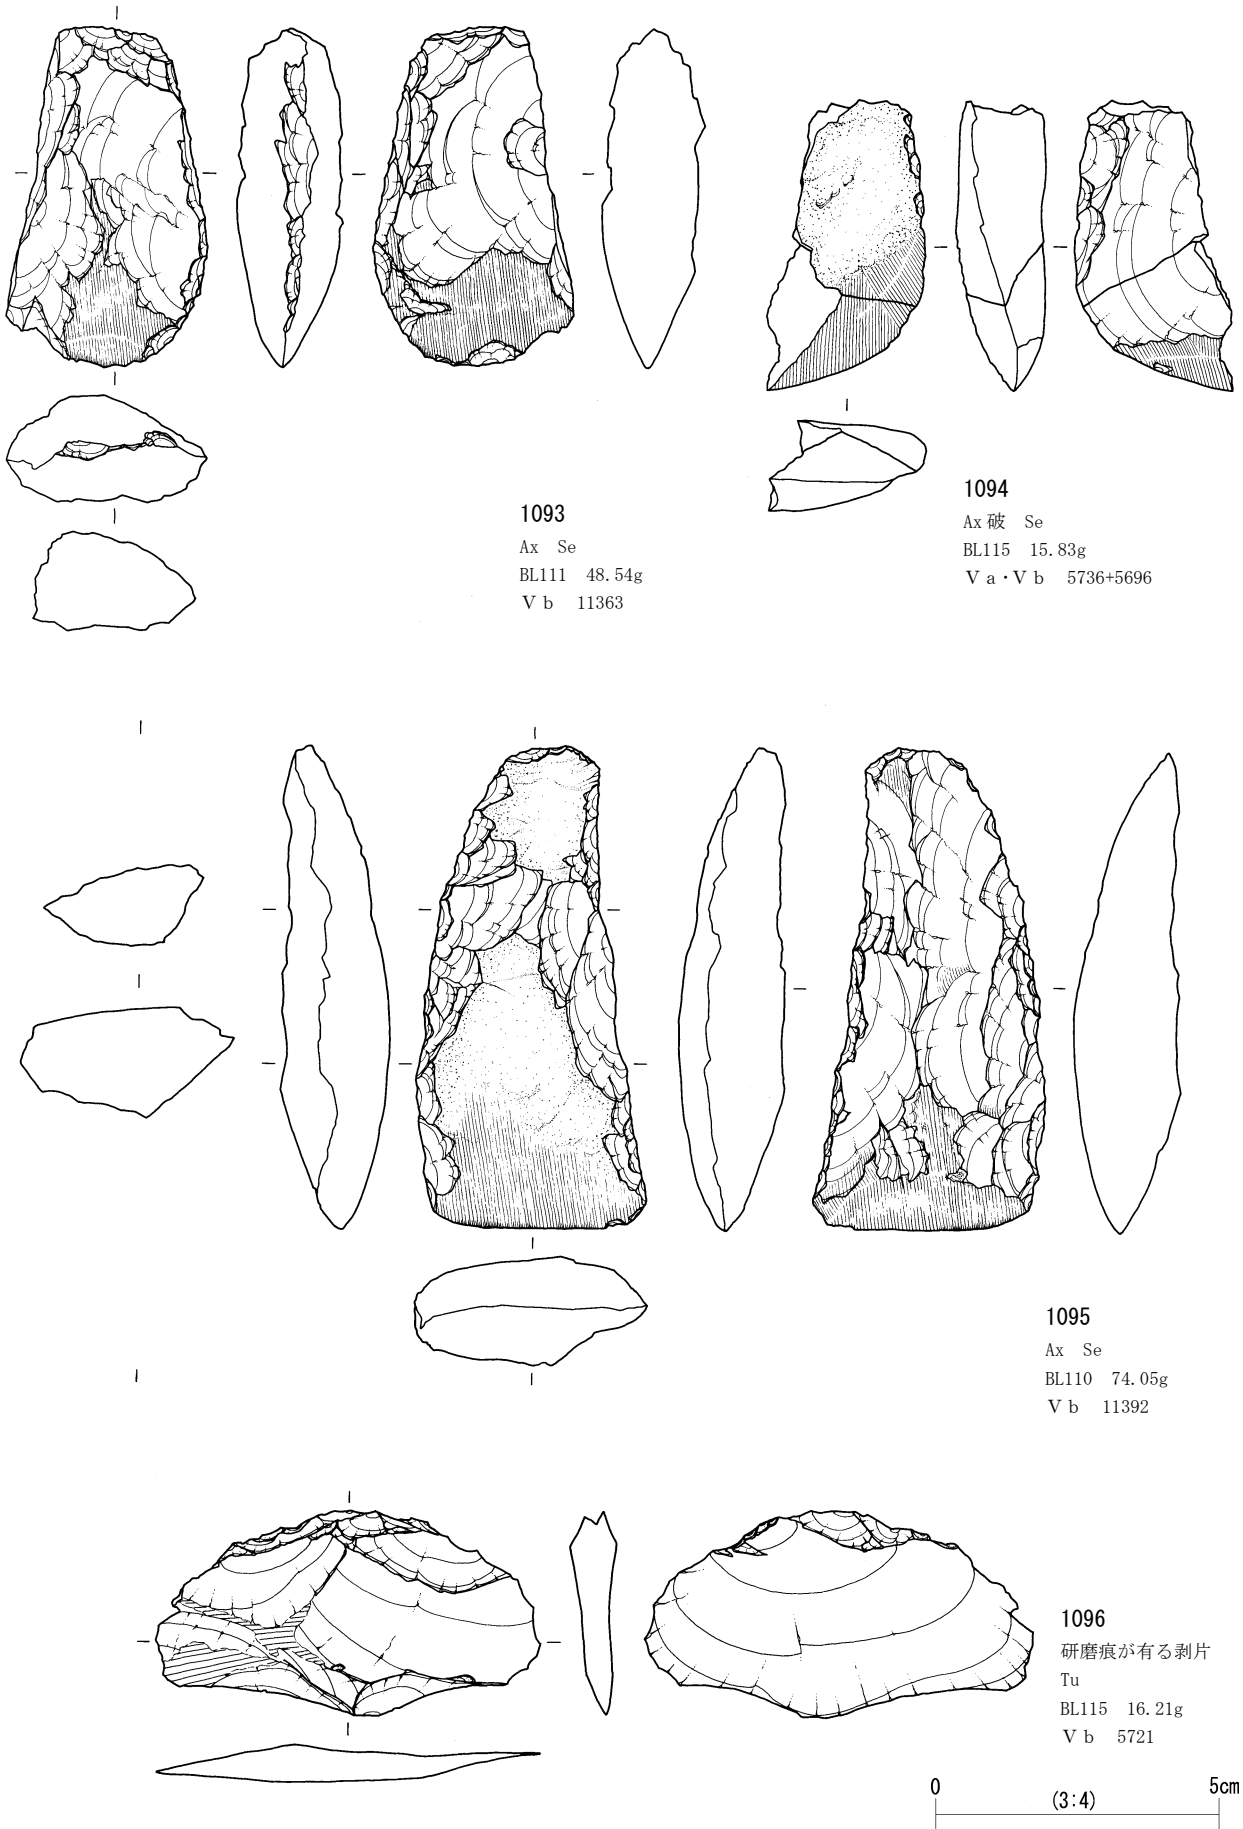 1093
Ax Se
BL111 48.54g
Ⅴb 11363
1094
Ax破 Se
BL115 15.83g
Ⅴa・Ⅴb 5736+5696
1095
Ax Se
BL110 74.05g
Ⅴb 11392
1096
研磨痕が有る剥片
Tu
BL115 16.21g
Ⅴb 5721
0 5cm
(3:4)